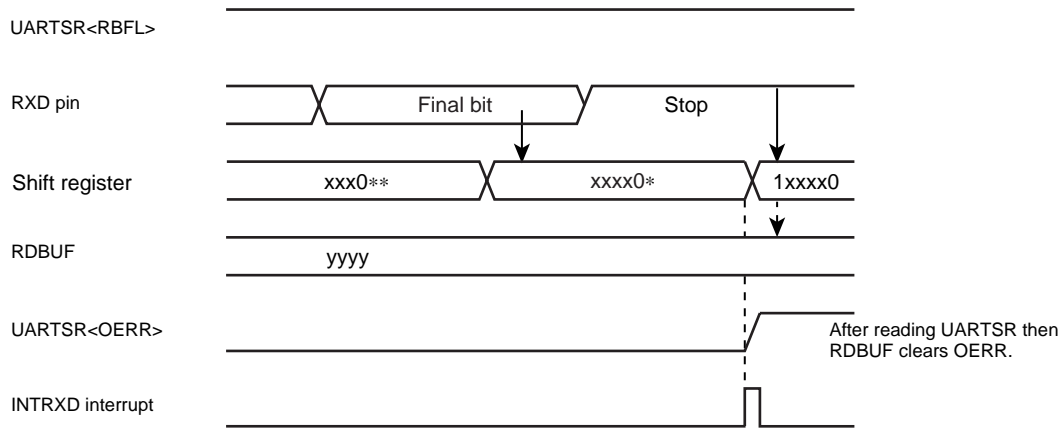 UARTSR<RBFL>
RXD pin
Final bit
Stop
Shift register
xxx0**
xxxx0*
1xxxx0
RDBUF
yyyy
UARTSR<OERR>
After reading UARTSR then
RDBUF clears OERR.
INTRXD interrupt